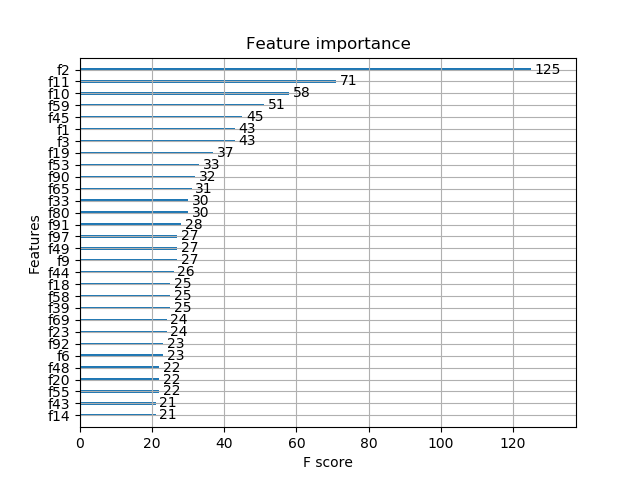 Feature importance
Features
f2 125
f11 71
f10 58
f59 51
f45 45
f1 43
f3 43
f19 37
f53 33
f90 32
f65 31
f33 30
f80 30
f91 28
f97 27
f49 27
f9 27
f44 26
f18 25
f58 25
f39 25
f69 24
f23 24
f92 23
f6 23
f48 22
f20 22
f55 22
f43 21
f14 21
0 20 40 60 80 100 120
F score